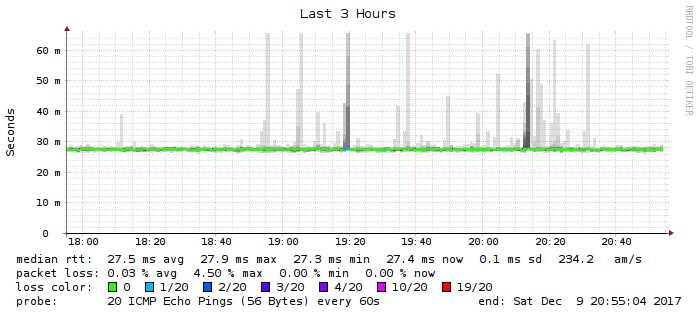 Last 3 Hours
RRDTOOL / TOBI OETIKER
Seconds
60 m
50 m
40 m
30 m
20 m
10 m
0
18:00 18:20 18:40 19:00 19:20 19:40 20:00 20:20 20:40
median rtt: 27.5 ms avg 27.9 ms max 27.3 ms min 27.4 ms now 0.1 ms sd 234.2 am/s
packet loss: 0.03 % avg 4.50 % max 0.00 % min 0.00 % now
loss color: 0 1/20 2/20 3/20 4/20 10/20 19/20
probe: 20 ICMP Echo Pings (56 Bytes) every 60s end: Sat Dec 9 20:55:04 2017